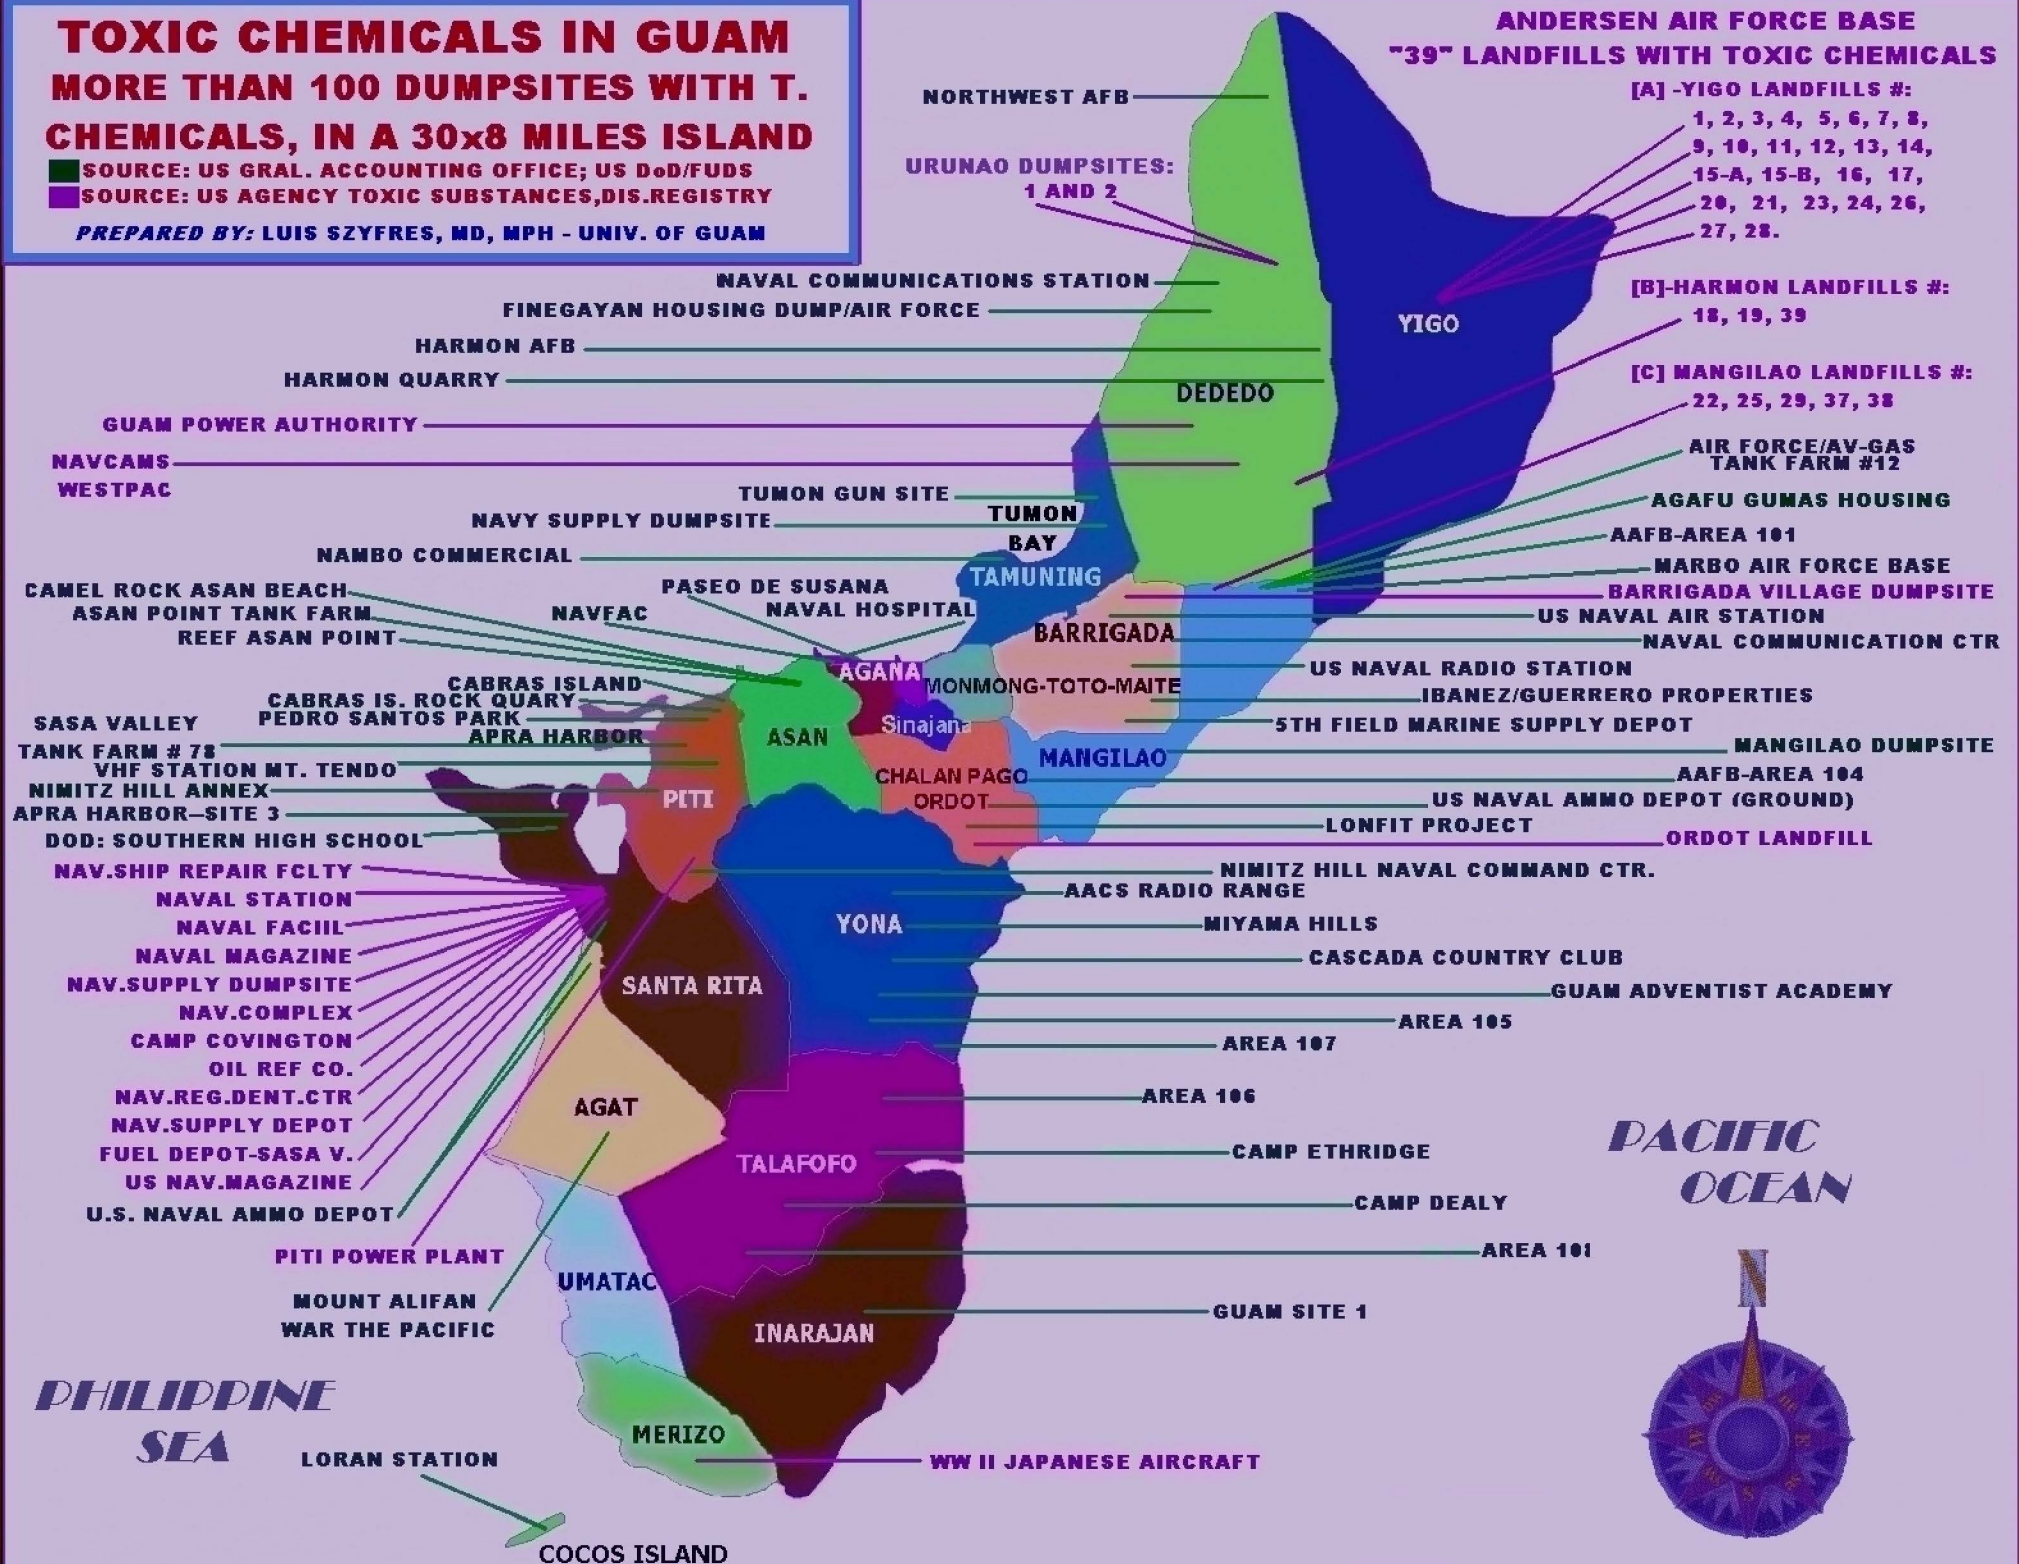 TOXIC CHEMICALS IN GUAM
MORE THAN 100 DUMPSITES WITH T.
CHEMICALS, IN A 30x8 MILES ISLAND
SOURCE: US GRAL. ACCOUNTING OFFICE; US DoD/FUDS
SOURCE: US AGENCY TOXIC SUBSTANCES,DIS.REGISTRY
PREPARED BY: LUIS SZYFRES, MD, MPH - UNIV. OF GUAM
ANDERSEN AIR FORCE BASE
"39" LANDFILLS WITH TOXIC CHEMICALS
[A] -YIGO LANDFILLS #:
1, 2, 3, 4, 5, 6, 7, 8,
9, 10, 11, 12, 13, 14,
15-A, 15-B, 16, 17,
20, 21, 23, 24, 26,
27, 28.
[B]-HARMON LANDFILLS #:
18, 19, 39
[C] MANGILAO LANDFILLS #:
22, 25, 29, 37, 38
AIR FORCE/AV-GAS
TANK FARM #12
AGAFU GUMAS HOUSING
AAFB-AREA 101
MARBO AIR FORCE BASE
BARRIGADA VILLAGE DUMPSITE
US NAVAL AIR STATION
NAVAL COMMUNICATION CTR
US NAVAL RADIO STATION
IBANEZ/GUERRERO PROPERTIES
5TH FIELD MARINE SUPPLY DEPOT
MANGILAO DUMPSITE
AAFB-AREA 104
US NAVAL AMMO DEPOT (GROUND)
LONFIT PROJECT
ORDOT LANDFILL
NIMITZ HILL NAVAL COMMAND CTR.
AACS RADIO RANGE
MIYAMA HILLS
CASCADA COUNTRY CLUB
GUAM ADVENTIST ACADEMY
AREA 105
AREA 107
AREA 106
CAMP ETHRIDGE
CAMP DEALY
AREA 108
GUAM SITE 1
WW II JAPANESE AIRCRAFT
NORTHWEST AFB
URUNAO DUMPSITES:
1 AND 2
NAVAL COMMUNICATIONS STATION
FINEGAYAN HOUSING DUMP/AIR FORCE
HARMON AFB
HARMON QUARRY
GUAM POWER AUTHORITY
NAVCAMS
WESTPAC
TUMON GUN SITE
NAVY SUPPLY DUMPSITE
NAMBO COMMERCIAL
TUMON
BAY
CAMEL ROCK ASAN BEACH
ASAN POINT TANK FARM
REEF ASAN POINT
PASEO DE SUSANA
NAVFAC
NAVAL HOSPITAL
CABRAS ISLAND
CABRAS IS. ROCK QUARY
PEDRO SANTOS PARK
APRA HARBOR
SASA VALLEY
TANK FARM # 78
VHF STATION MT. TENDO
NIMITZ HILL ANNEX
APRA HARBOR—SITE 3
DOD: SOUTHERN HIGH SCHOOL
NAV.SHIP REPAIR FCLTY
NAVAL STATION
NAVAL FACIIL
NAVAL MAGAZINE
NAV.SUPPLY DUMPSITE
NAV.COMPLEX
CAMP COVINGTON
OIL REF CO.
NAV.REG.DENT.CTR
NAV.SUPPLY DEPOT
FUEL DEPOT-SASA V.
US NAV.MAGAZINE
U.S. NAVAL AMMO DEPOT
PITI POWER PLANT
MOUNT ALIFAN
WAR THE PACIFIC
LORAN STATION
COCOS ISLAND
YIGO
DEDEDO
TAMUNING
BARRIGADA
AGANA
MONMONG-TOTO-MAITE
Sinajana
ASAN
MANGILAO
CHALAN PAGO
ORDOT
PITI
YONA
SANTA RITA
AGAT
TALAFOFO
UMATAC
INARAJAN
MERIZO
PHILIPPINE
SEA
PACIFIC
OCEAN
N
ne
E
se
S
W